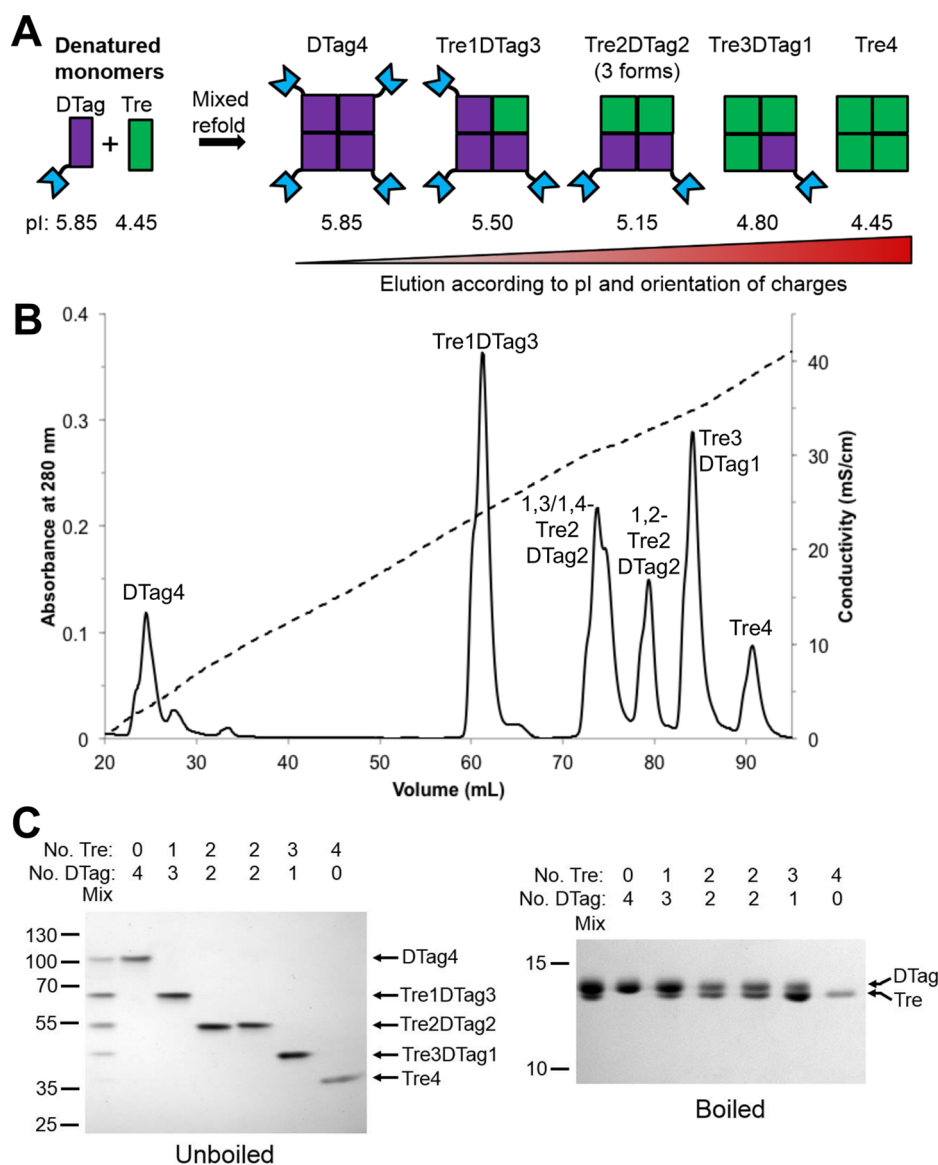 A
Denatured
monomers
DTag Tre
+
pI: 5.85 4.45
Mixed
refold
DTag4 Tre1DTag3 Tre2DTag2 Tre3DTag1 Tre4
(3 forms)
5.85 5.50 5.15 4.80 4.45
Elution according to pI and orientation of charges
B
Absorbance at 280 nm
0.4
0.3
0.2
0.1
0
DTag4
Tre1DTag3
1,3/1,4-
Tre2
DTag2
1,2-
Tre2
DTag2
Tre3
DTag1
Tre4
40
30
20
10
0
Conductivity (mS/cm)
20 30 40 50 60 70 80 90
Volume (mL)
C
No. Tre: 0 1 2 2 3 4
No. DTag: 4 3 2 2 1 0
Mix
130
100
70
55
35
25
DTag4
Tre1DTag3
Tre2DTag2
Tre3DTag1
Tre4
Unboiled
No. Tre: 0 1 2 2 3 4
No. DTag: 4 3 2 2 1 0
Mix
15
10
DTag
Tre
Boiled